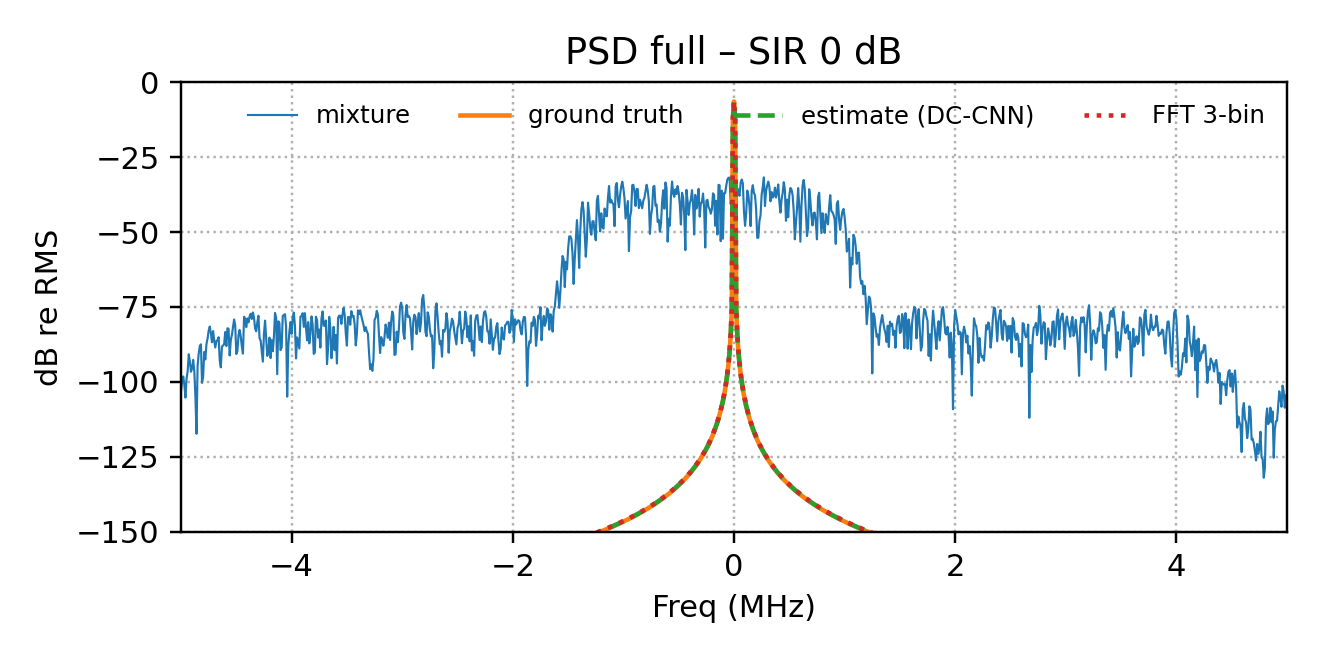 PSD full – SIR 0 dB
mixture ground truth estimate (DC-CNN) FFT 3-bin
0
−25
−50
−75
−100
−125
−150
dB re RMS
−4 −2 0 2 4
Freq (MHz)